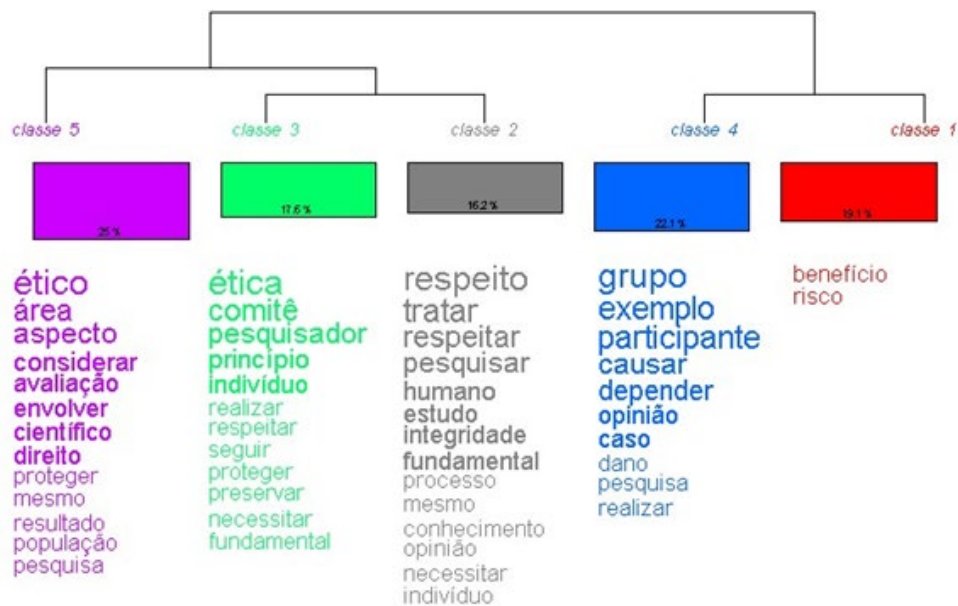 classe 5
classe 3
classe 2
classe 4
classe 1
25 %
17.6 %
16.2 %
22.1 %
19.1 %
ético
área
aspecto
considerar
avaliação
envolver
científico
direito
proteger
mesmo
resultado
população
pesquisa
ética
comitê
pesquisador
princípio
indivíduo
realizar
respeitar
seguir
proteger
preservar
necessitar
fundamental
respeito
tratar
respeitar
pesquisar
humano
estudo
integridade
fundamental
processo
mesmo
conhecimento
opinião
necessitar
indivíduo
grupo
exemplo
participante
causar
depender
opinião
caso
dano
pesquisa
realizar
benefício
risco